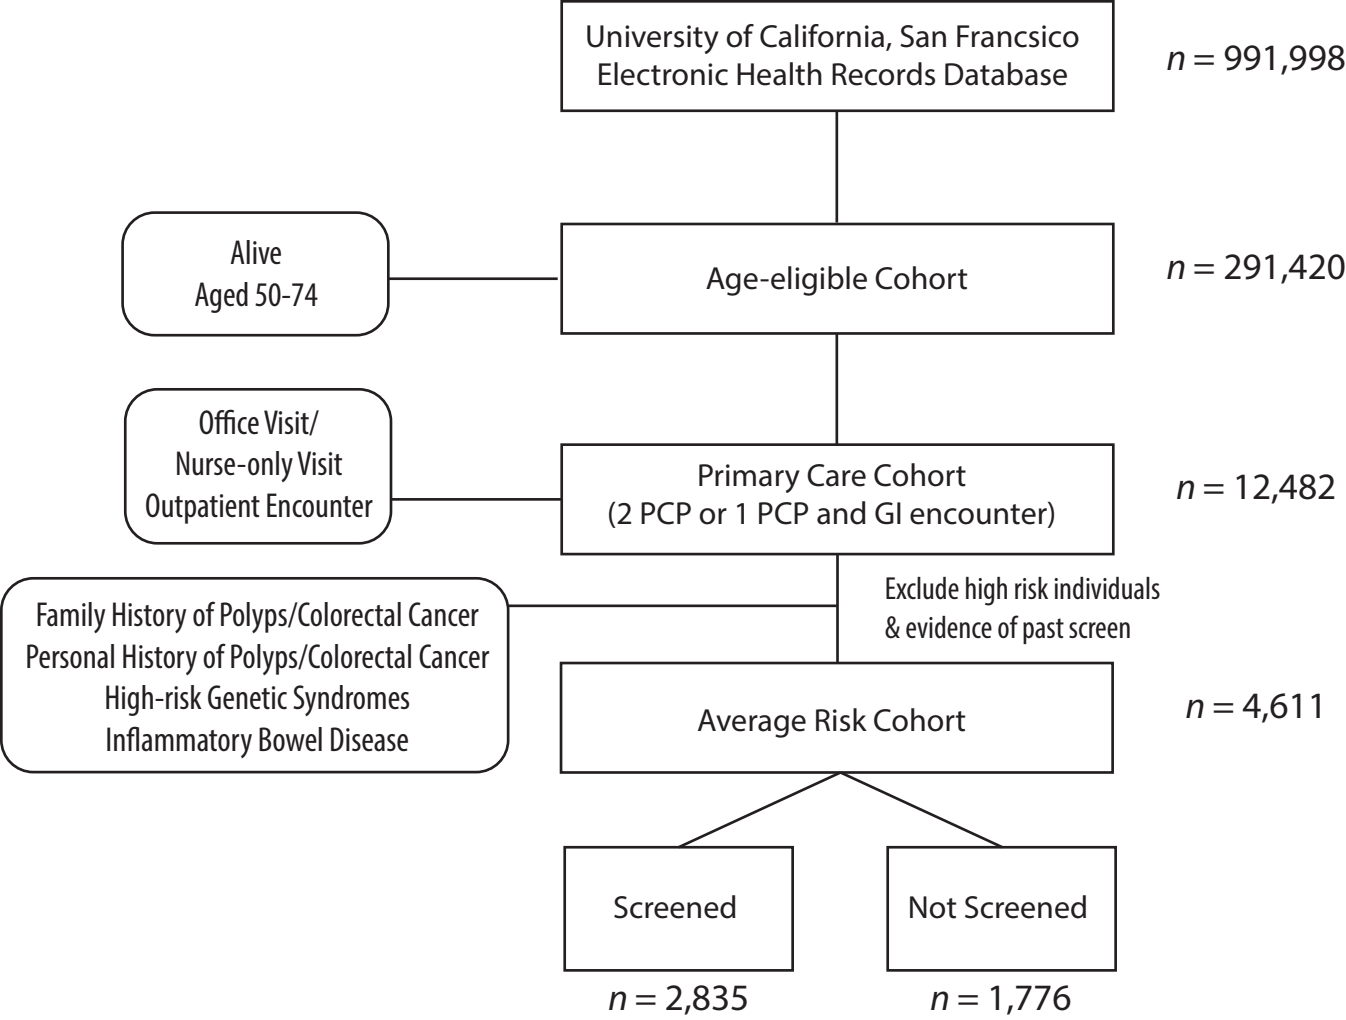 University of California, San Francsico
Electronic Health Records Database
n = 991,998
Alive
Aged 50-74
Age-eligible Cohort
n = 291,420
Office Visit/
Nurse-only Visit
Outpatient Encounter
Primary Care Cohort
(2 PCP or 1 PCP and GI encounter)
n = 12,482
Family History of Polyps/Colorectal Cancer
Personal History of Polyps/Colorectal Cancer
High-risk Genetic Syndromes
Inflammatory Bowel Disease
Exclude high risk individuals
& evidence of past screen
Average Risk Cohort
n = 4,611
Screened
n = 2,835
Not Screened
n = 1,776